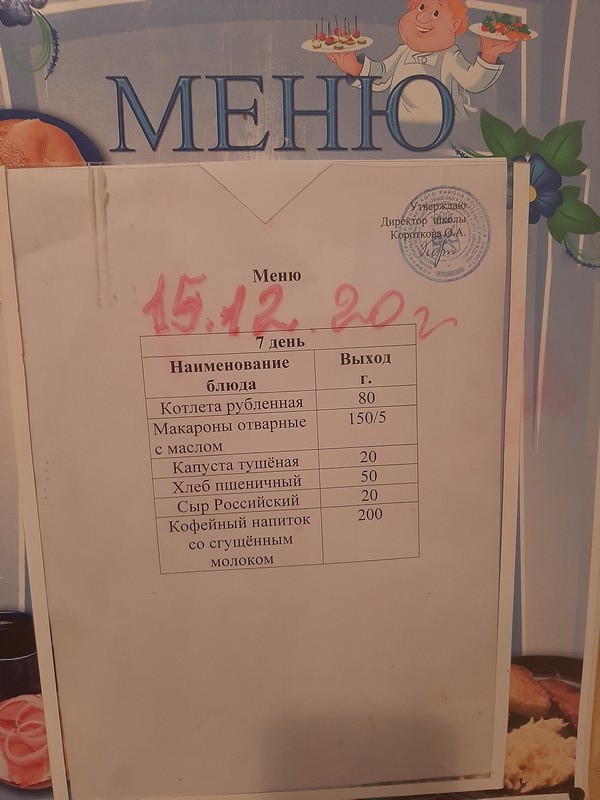 МЕНЮ
Утверждаю
Директор школы
Короткова О.А.
Меню
15.12.20г
7 день
Наименование блюда
Выход г.
Котлета рубленная 80
Макароны отварные 150/5
с маслом
Капуста тушёная 20
Хлеб пшеничный 50
Сыр Российский 20
Кофейный напиток 200
со сгущённым
молоком